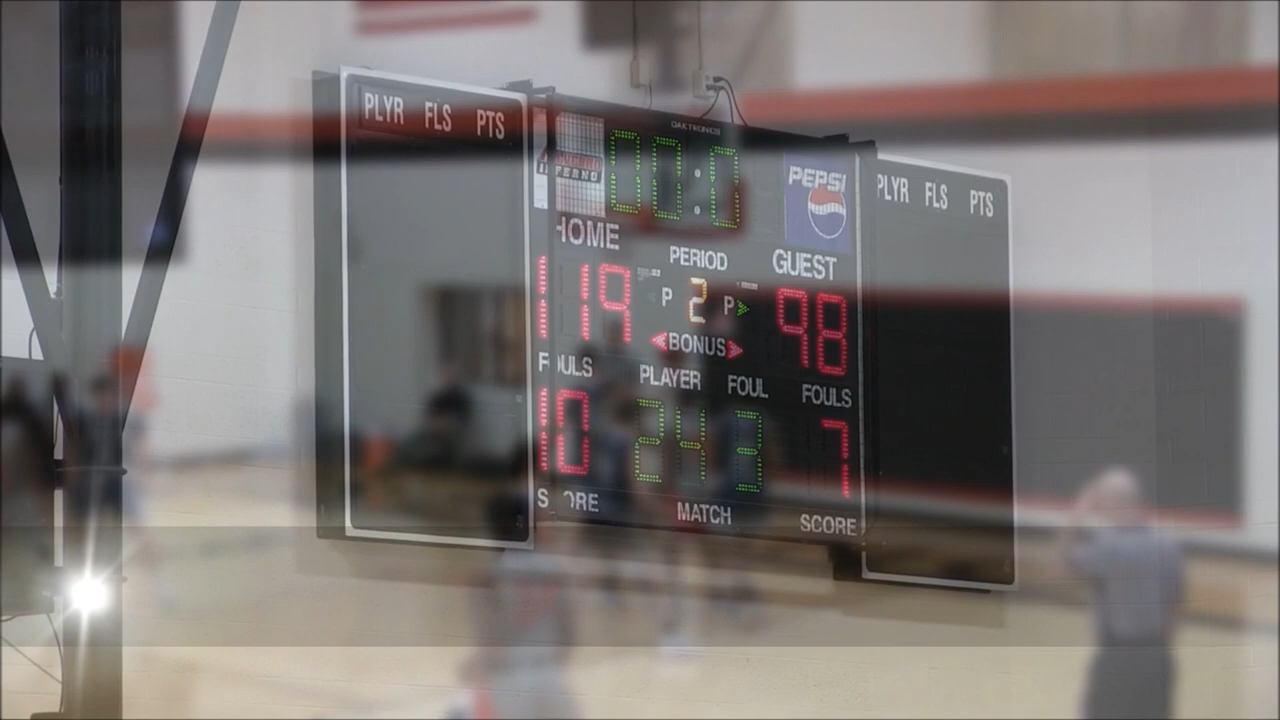 PLYR FLS PTS
DAKTRONICS
INFERNO
00:0
PEPSI
PLYR FLS PTS
HOME
PERIOD
GUEST
119
P 2 P
98
BONUS
FOULS
PLAYER FOUL
FOULS
10
24 3
7
SCORE
MATCH
SCORE